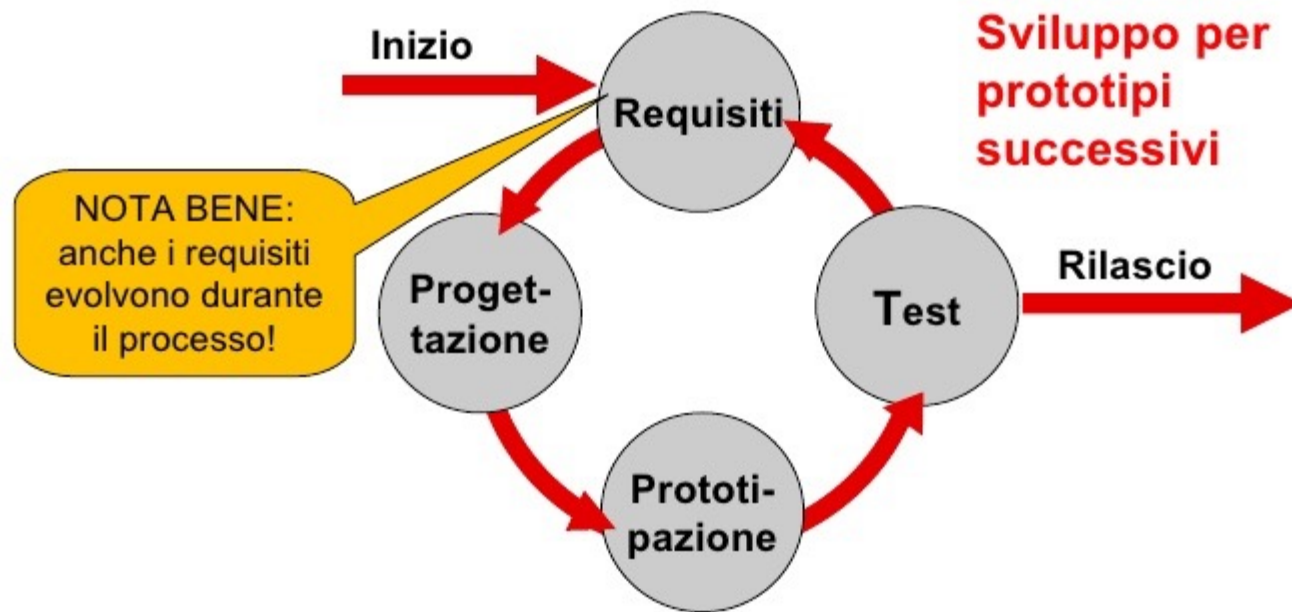 Inizio
Sviluppo per
prototipi
successivi
Requisiti
NOTA BENE:
anche i requisiti
evolvono durante
il processo!
Proget-
tazione
Test
Rilascio
Prototi-
pazione